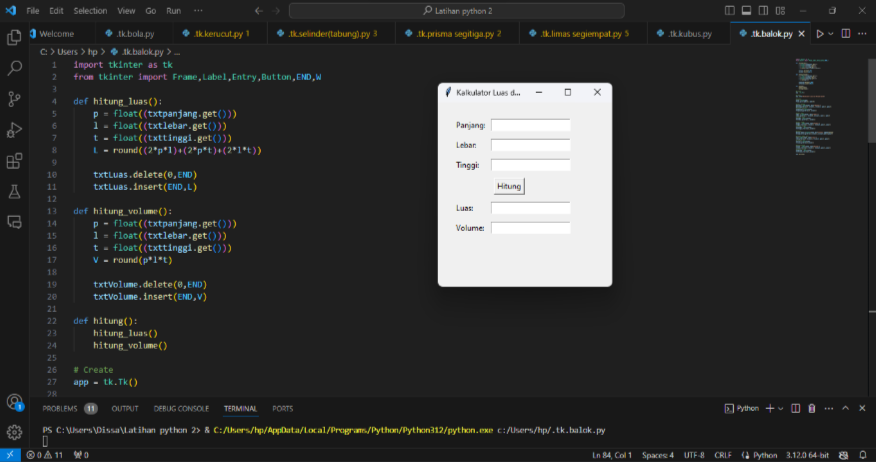 File Edit Selection View Go Run ··· Latihan python 2
Welcome .tk.bola.py .tk.kerucut.py 1 .tk.selinder(tabung).py 3 .tk.prisma segitiga.py 2 .tk.limas segiempat.py 5 .tk.kubus.py .tk.balok.py
C: > Users > hp > .tk.balok.py > ...
1 import tkinter as tk
2 from tkinter import Frame,Label,Entry,Button,END,W
3
4 def hitung_luas():
5 p = float((txtpanjang.get()))
6 l = float((txtlebar.get()))
7 t = float((txttinggi.get()))
8 L = round((2*p*l)+(2*p*t)+(2*l*t))
9
10 txtLuas.delete(0,END)
11 txtLuas.insert(END,L)
12
13 def hitung_volume():
14 p = float((txtpanjang.get()))
15 l = float((txtlebar.get()))
16 t = float((txttinggi.get()))
17 V = round(p*l*t)
18
19 txtVolume.delete(0,END)
20 txtVolume.insert(END,V)
21
22 def hitung():
23 hitung_luas()
24 hitung_volume()
25
26 # Create
27 app = tk.Tk()
28
Kalkulator Luas d...
Panjang:
Lebar:
Tinggi:
Hitung
Luas:
Volume:
PROBLEMS 11 OUTPUT DEBUG CONSOLE TERMINAL PORTS Python
PS C:\Users\Dissa\Latihan python 2> & C:/Users/hp/AppData/Local/Programs/Python/Python312/python.exe c:/Users/hp/.tk.balok.py
1
0 11 0 Ln 84, Col 1 Spaces: 4 UTF-8 CRLF Python 3.12.0 64-bit